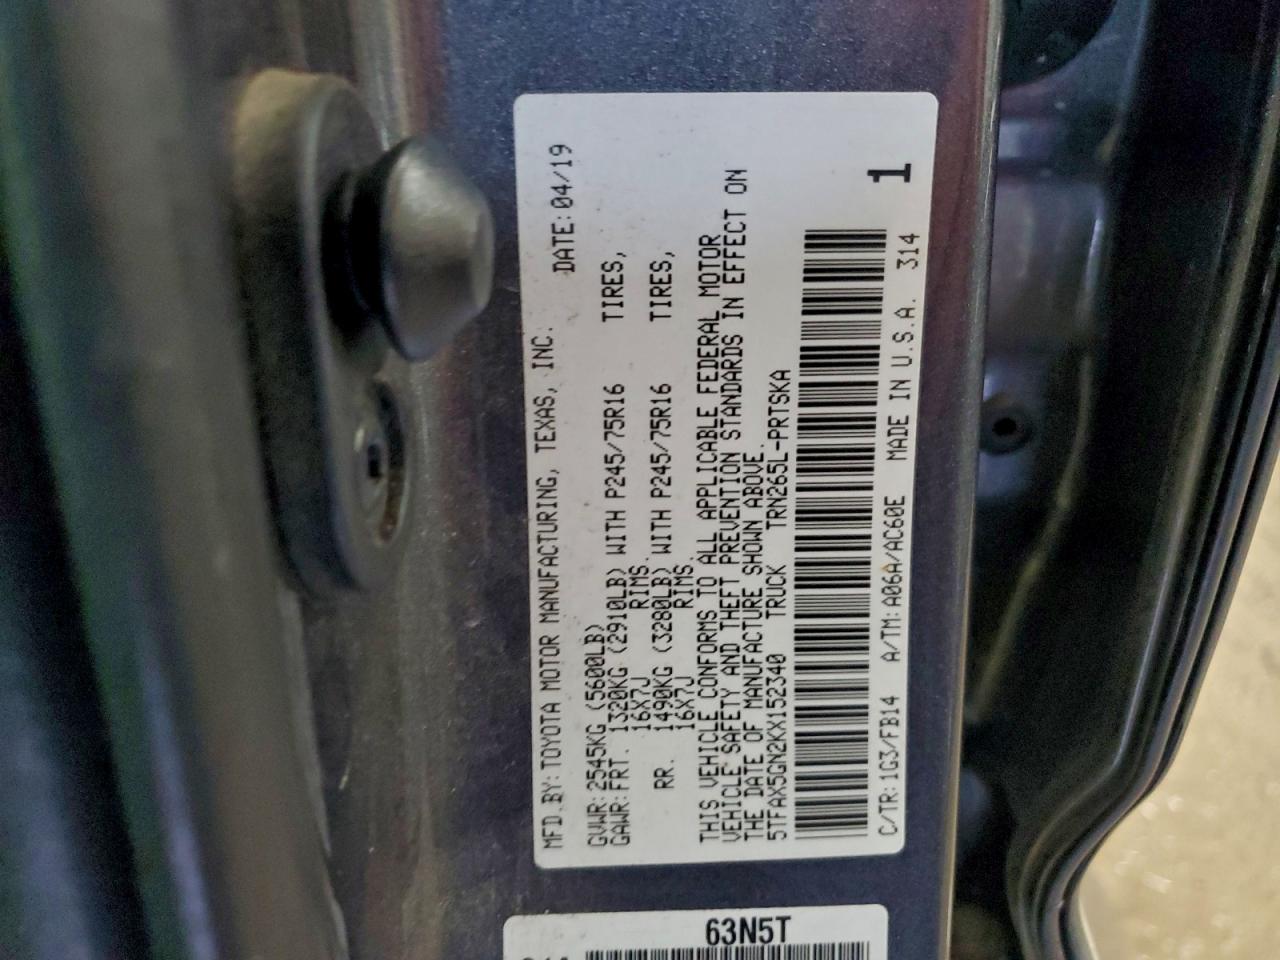 MFD.BY: TOYOTA MOTOR MANUFACTURING, TEXAS, INC. DATE: 04/19
GVWR: 2545KG (5600LB)
GAWR: FRT. 1320KG (2910LB) WITH P245/75R16 TIRES,
16X7J RIMS.
RR. 1490KG (3280LB) WITH P245/75R16 TIRES,
16X7J RIMS.
THIS VEHICLE CONFORMS TO ALL APPLICABLE FEDERAL MOTOR
VEHICLE SAFETY AND THEFT PREVENTION STANDARDS IN EFFECT ON
THE DATE OF MANUFACTURE SHOWN ABOVE.
5TFAX5GN2KX152340 TRUCK TRN265L-PRTSKA
1
C/TR: 1G3/FB14 A/TM: A06A/AC60E MADE IN U.S.A. 314
63N5T